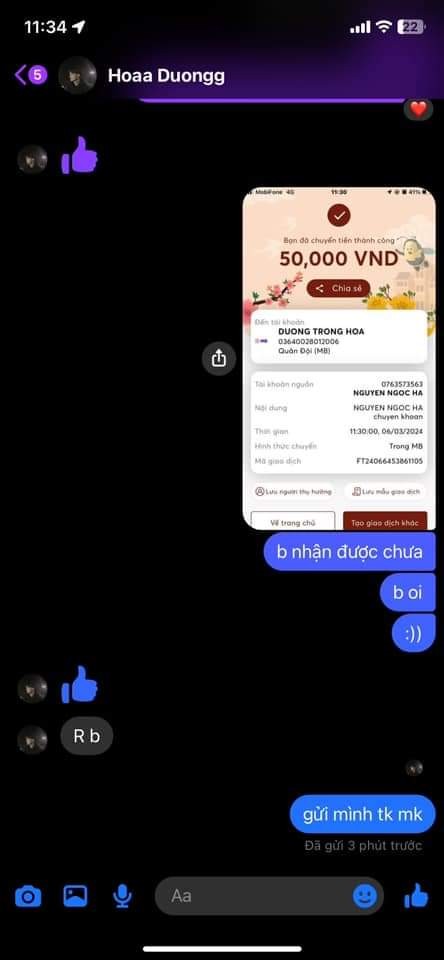 11:34
22
5
Hoaa Duongg
MobiFone 4G
11:30
41%
Bạn đã chuyển tiền thành công
50,000 VND
Chia sẻ
Đến tài khoản
DUONG TRONG HOA
03640028012006
Quân Đội (MB)
Tài khoản nguồn
0763573563
NGUYEN NGOC HA
Nội dung
NGUYEN NGOC HA
chuyen khoan
Thời gian
11:30:00, 06/03/2024
Hình thức chuyển
Trong MB
Mã giao dịch
FT24066453861105
Lưu người thụ hưởng
Lưu mẫu giao dịch
Về trang chủ
Tạo giao dịch khác
b nhận được chưa
b oi
:))
R b
gửi mình tk mk
Đã gửi 3 phút trước
Aa